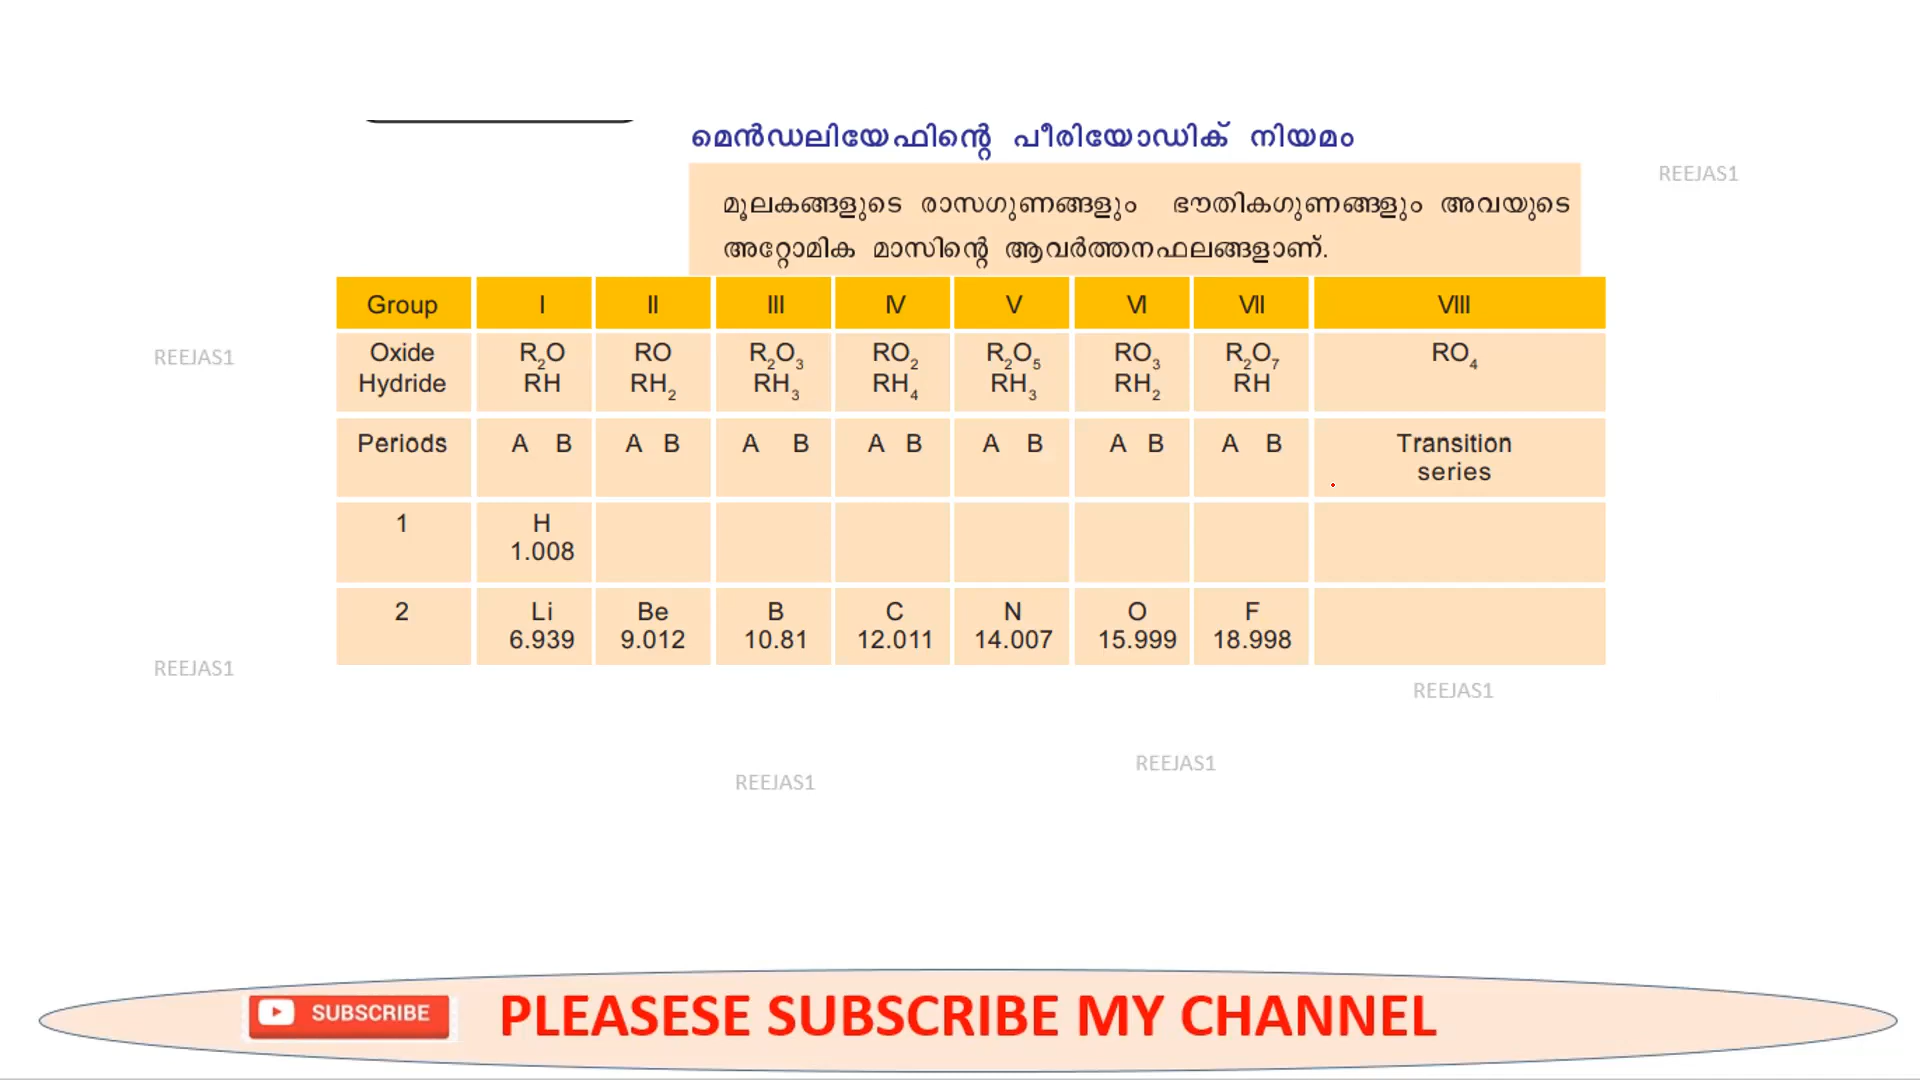 മെൻഡലിയേഫിന്റെ പീരിയോഡിക് നിയമം
REEJAS1
മൂലകങ്ങളുടെ രാസഗുണങ്ങളും ഭൗതികഗുണങ്ങളും അവയുടെ
അറ്റോമിക മാസിന്റെ ആവർത്തനഫലങ്ങളാണ്.
Group I II III IV V VI VII VIII
REEJAS1
Oxide R₂O RO R₂O₃ RO₂ R₂O₅ RO₃ R₂O₇ RO₄
Hydride RH RH₂ RH₃ RH₄ RH₃ RH₂ RH
Periods A B A B A B A B A B A B A B Transition
series
1 H
1.008
2 Li Be B C N O F
6.939 9.012 10.81 12.011 14.007 15.999 18.998
REEJAS1
REEJAS1
REEJAS1
REEJAS1
SUBSCRIBE PLEASESE SUBSCRIBE MY CHANNEL